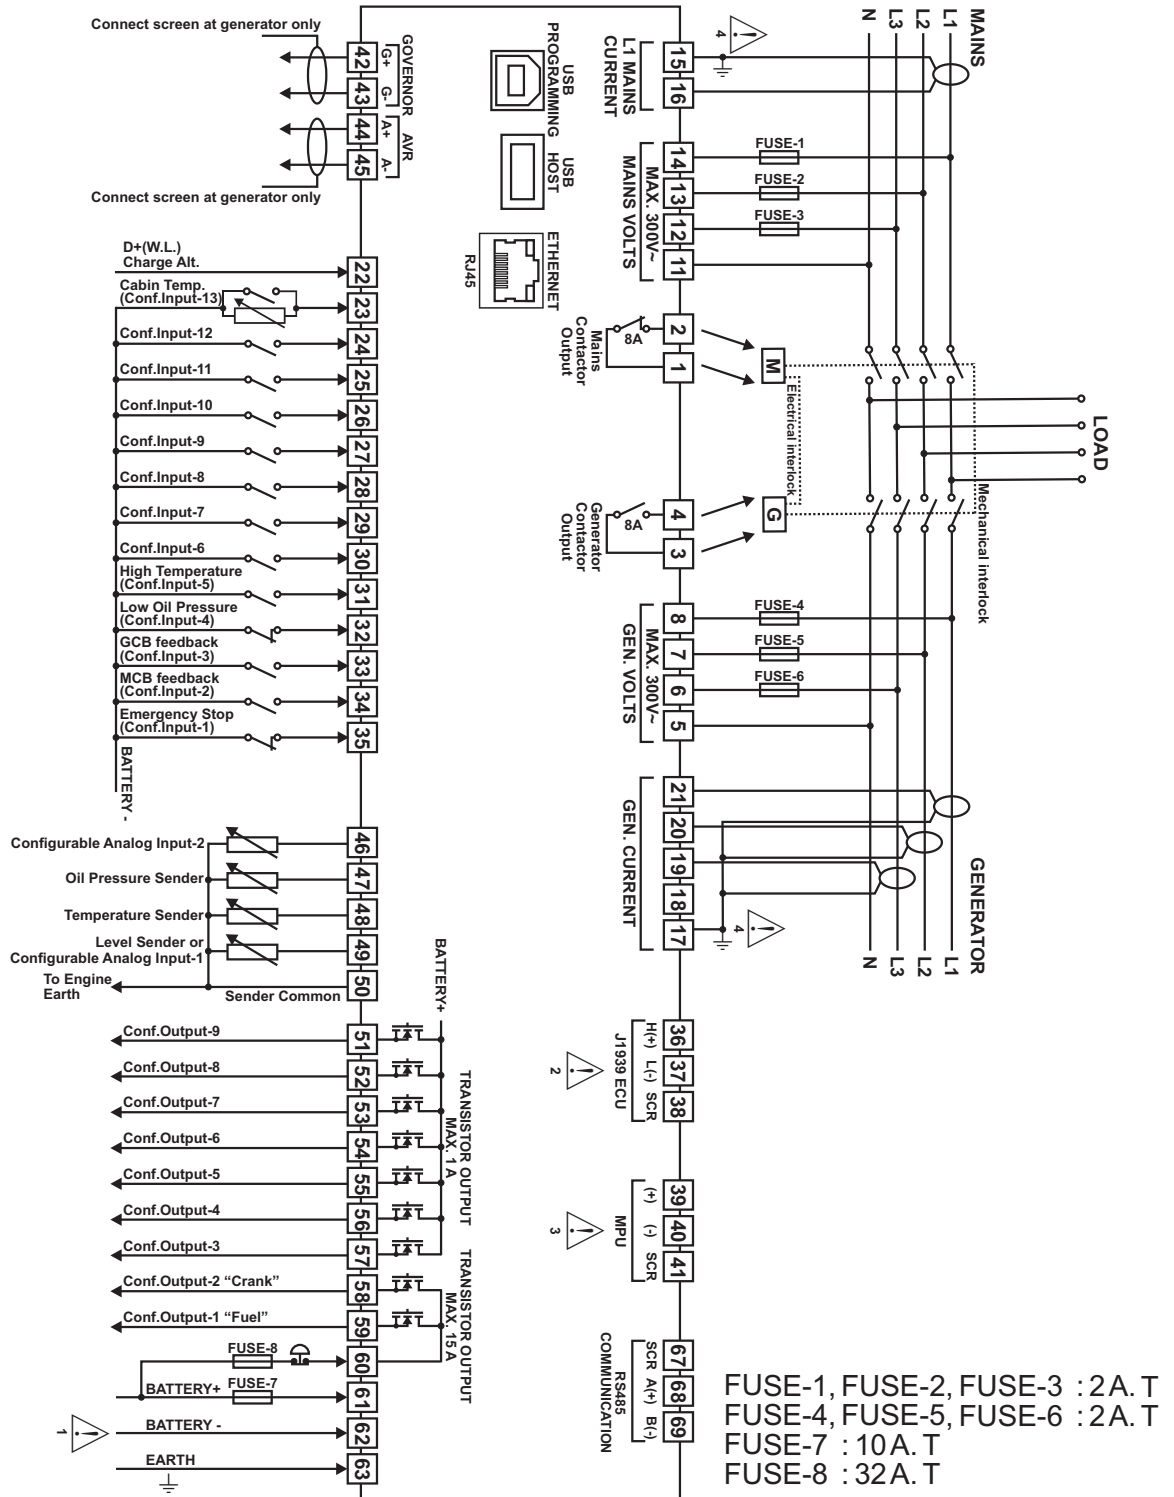 Connect screen at generator only
42
43
44
45
G+
G-
A+
A-
GOVERNOR
AVR
Connect screen at generator only
USB
PROGRAMMING
USB
HOST
ETHERNET
RJ45
D+(W.L.)
Charge Alt.
22
Cabin Temp.
(Conf.Input-13)
23
Conf.Input-12
24
Conf.Input-11
25
Conf.Input-10
26
Conf.Input-9
27
Conf.Input-8
28
Conf.Input-7
29
Conf.Input-6
30
High Temperature
(Conf.Input-5)
31
Low Oil Pressure
(Conf.Input-4)
32
GCB feedback
(Conf.Input-3)
33
MCB feedback
(Conf.Input-2)
34
Emergency Stop
(Conf.Input-1)
35
BATTERY -
Configurable Analog Input-2
46
Oil Pressure Sender
47
Temperature Sender
48
Level Sender or
Configurable Analog Input-1
49
To Engine
Earth
Sender Common
50
BATTERY+
Conf.Output-9
51
Conf.Output-8
52
Conf.Output-7
53
Conf.Output-6
54
Conf.Output-5
55
Conf.Output-4
56
Conf.Output-3
57
Conf.Output-2 “Crank”
58
Conf.Output-1 “Fuel”
59
TRANSISTOR OUTPUT
MAX. 1 A
TRANSISTOR OUTPUT
MAX. 15 A
FUSE-8
60
BATTERY+
FUSE-7
61
BATTERY -
62
! 1
EARTH
63
MAINS
L1
L2
L3
N
! 4
15
16
L1 MAINS
CURRENT
FUSE-1
14
FUSE-2
13
FUSE-3
12
11
MAX. 300V~
MAINS VOLTS
2
1
8A
Mains
Contactor
Output
M
Electrical interlock
Mechanical interlock
LOAD
G
4
3
8A
Generator
Contactor
Output
FUSE-4
8
FUSE-5
7
FUSE-6
6
5
MAX. 300V~
GEN. VOLTS
21
20
19
18
17
GEN. CURRENT
! 4
GENERATOR
L1
L2
L3
N
36
37
38
H(+)
L(-)
SCR
J1939 ECU
! 2
39
40
41
(+)
(-)
SCR
MPU
! 3
67
68
69
SCR
A(+)
B(-)
RS485
COMMUNICATION
FUSE-1, FUSE-2, FUSE-3 : 2 A. T
FUSE-4, FUSE-5, FUSE-6 : 2 A. T
FUSE-7 : 10 A. T
FUSE-8 : 32 A. T